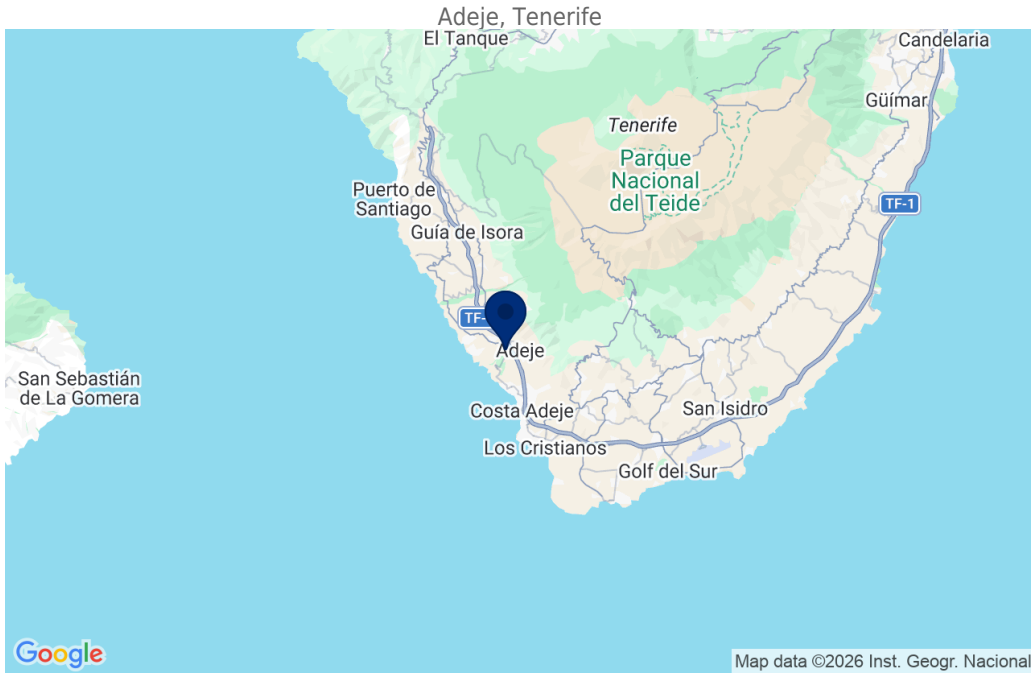 Adeje, Tenerife
El Tanque
Candelaria
Güímar
Tenerife
Parque
Nacional
del Teide
Puerto de
Santiago
TF-1
Guía de Isora
TF-
Adeje
San Sebastián
de La Gomera
Costa Adeje
San Isidro
Los Cristianos
Golf del Sur
Google
Map data ©2026 Inst. Geogr. Nacional